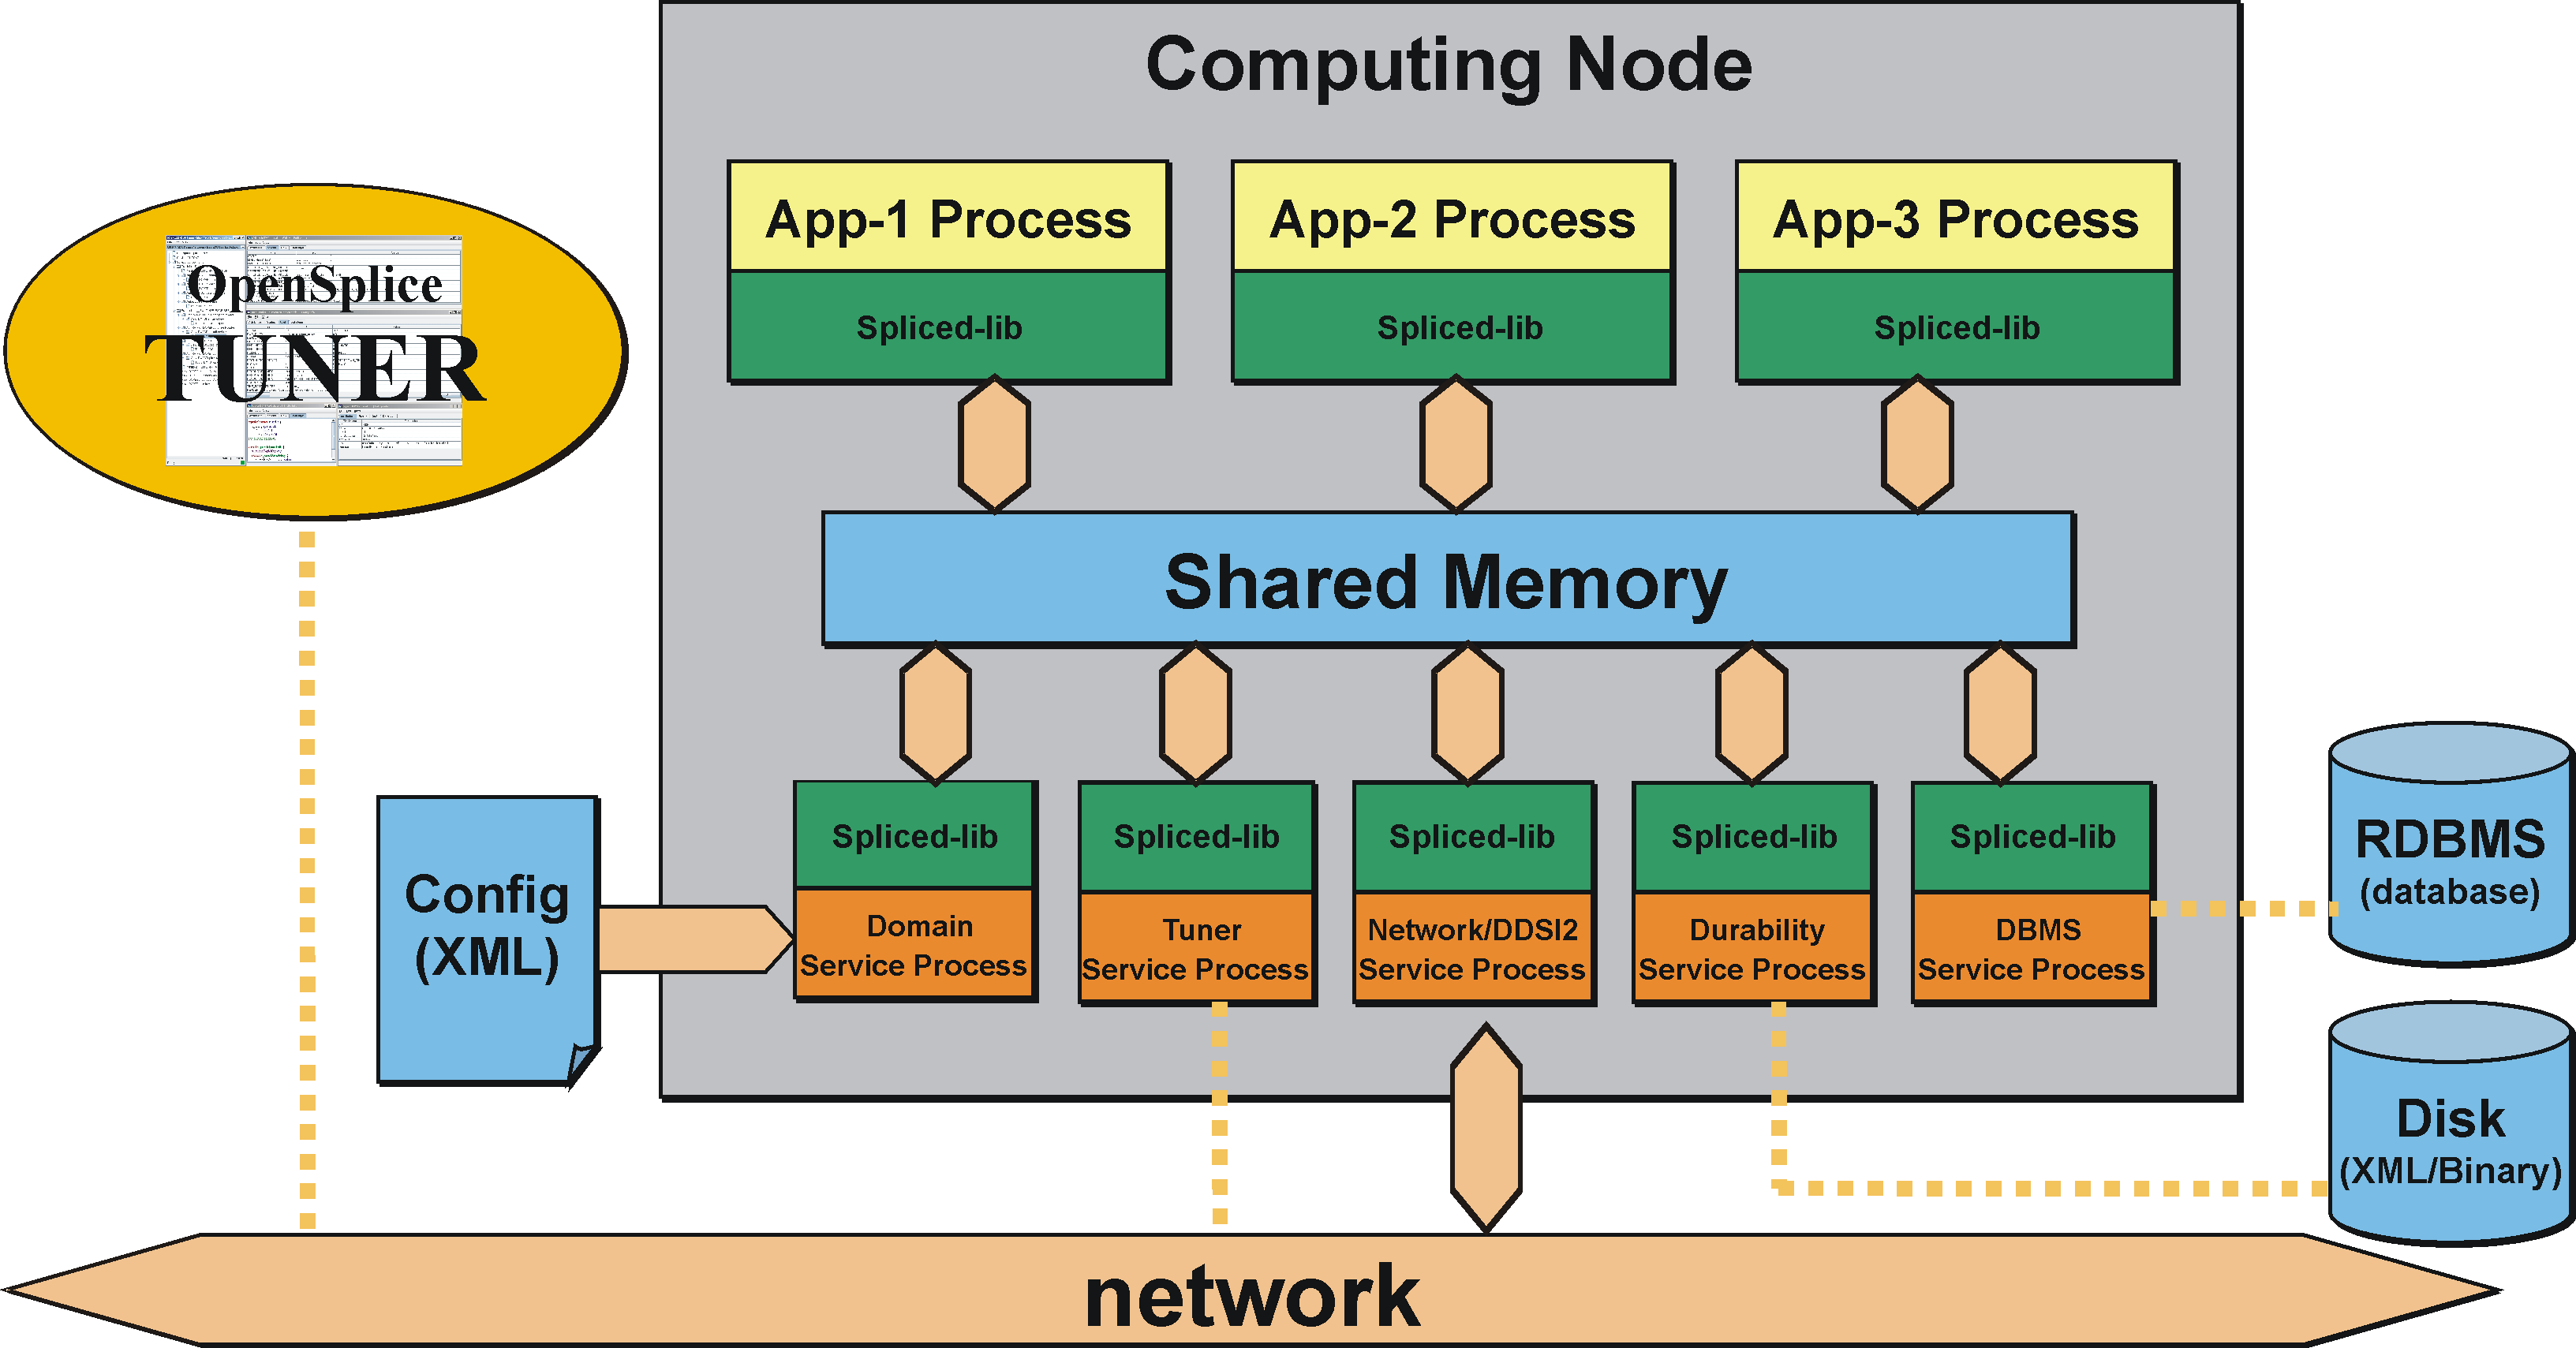 Computing Node
App-1 Process
App-2 Process
App-3 Process
Spliced-lib
Spliced-lib
Spliced-lib
OpenSplice
TUNER
Shared Memory
Spliced-lib
Spliced-lib
Spliced-lib
Spliced-lib
Spliced-lib
Domain
Service Process
Tuner
Service Process
Network/DDSI2
Service Process
Durability
Service Process
DBMS
Service Process
Config
(XML)
RDBMS
(database)
Disk
(XML/Binary)
network